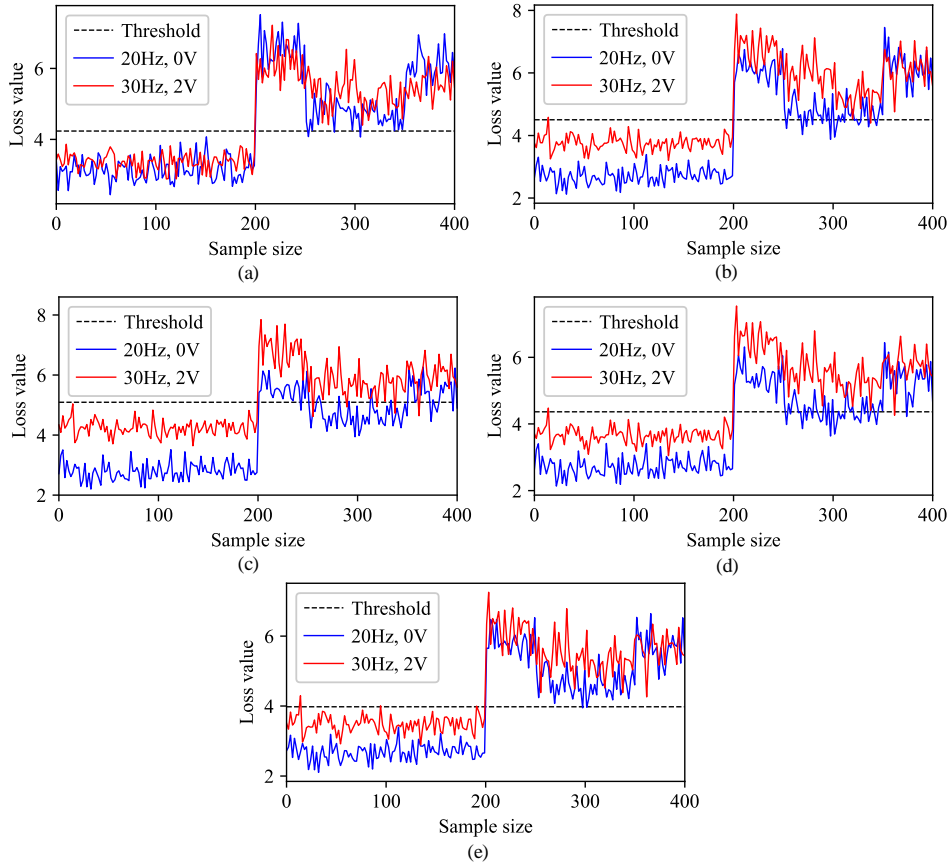 Threshold
20Hz, 0V
30Hz, 2V
Loss value
6
4
0
100
200
300
400
Sample size
(a)
Threshold
20Hz, 0V
30Hz, 2V
Loss value
8
6
4
2
0
100
200
300
400
Sample size
(b)
Threshold
20Hz, 0V
30Hz, 2V
Loss value
8
6
4
2
0
100
200
300
400
Sample size
(c)
Threshold
20Hz, 0V
30Hz, 2V
Loss value
6
4
2
0
100
200
300
400
Sample size
(d)
Threshold
20Hz, 0V
30Hz, 2V
Loss value
6
4
2
0
100
200
300
400
Sample size
(e)